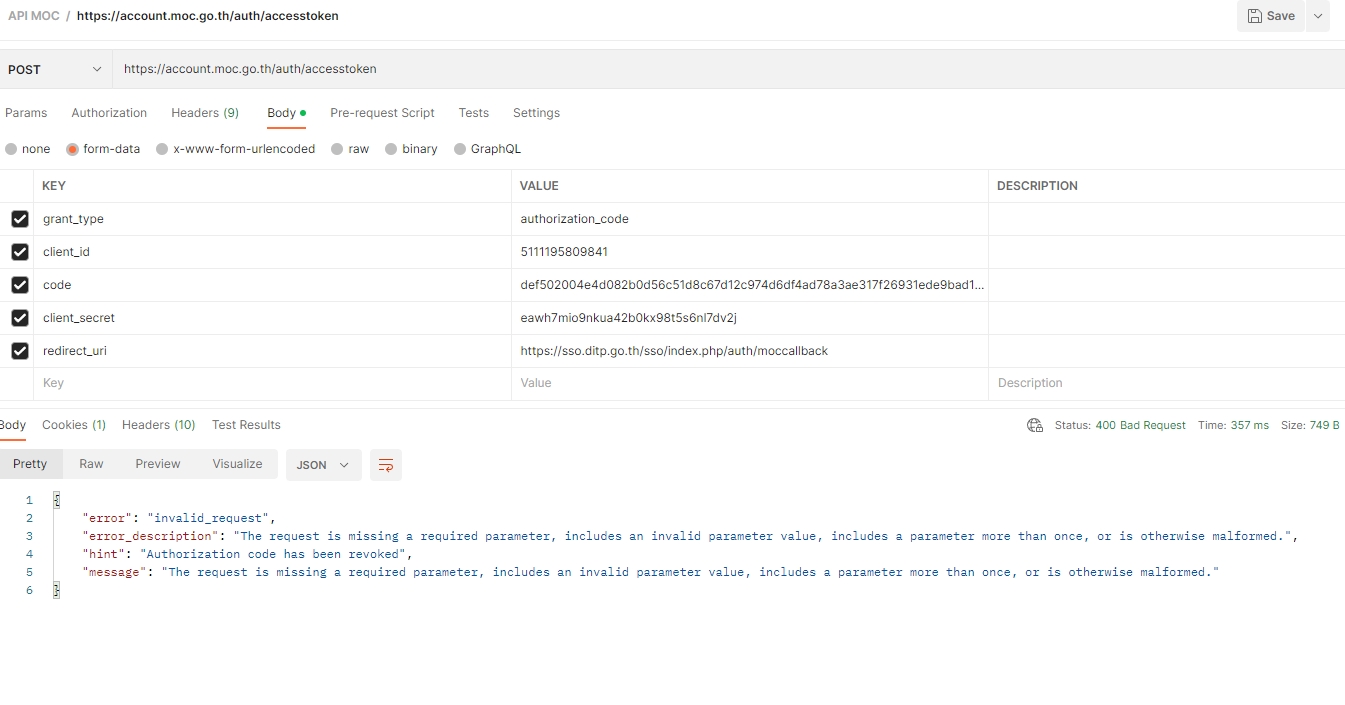 API MOC / https://account.moc.go.th/auth/accesstoken
Save
POST https://account.moc.go.th/auth/accesstoken
Params Authorization Headers (9) Body Pre-request Script Tests Settings
none form-data x-www-form-urlencoded raw binary GraphQL
KEY VALUE DESCRIPTION
grant_type authorization_code
client_id 5111195809841
code def502004e4d082b0d56c51d8c67d12c974d6df4ad78a3ae317f26931ede9bad1...
client_secret eawh7mio9nkua42b0kx98t5s6nl7dv2j
redirect_uri https://sso.ditp.go.th/sso/index.php/auth/moccallback
Key Value Description
Body Cookies (1) Headers (10) Test Results Status: 400 Bad Request Time: 357 ms Size: 749 B
Pretty Raw Preview Visualize JSON
1 {
2 "error": "invalid_request",
3 "error_description": "The request is missing a required parameter, includes an invalid parameter value, includes a parameter more than once, or is otherwise malformed.",
4 "hint": "Authorization code has been revoked",
5 "message": "The request is missing a required parameter, includes an invalid parameter value, includes a parameter more than once, or is otherwise malformed."
6 }